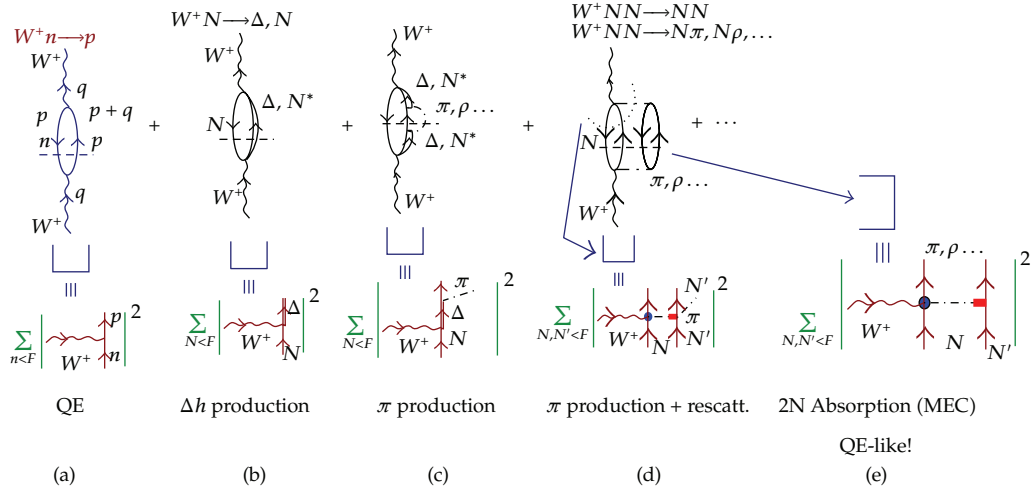 W⁺n→p
W⁺
q
p
p + q
n
p
q
W⁺
+
W⁺N→Δ, N
W⁺
Δ, N*
N
W⁺
+
W⁺
Δ, N*
π, ρ ...
Δ, N*
W⁺
+
W⁺NN→NN
W⁺NN→Nπ, Nρ, ...
W⁺
N
π, ρ ...
W⁺
+ ⋯
Σ n<F
p
W⁺
n
2
Σ N<F
Δ
W⁺
N
2
Σ N<F
π
Δ
W⁺
N
2
Σ N,N′<F
N′
π
W⁺
N
N′
2
Σ N,N′<F
π, ρ ...
W⁺
N
N′
2
QE
Δh production
π production
π production + rescatt.
2N Absorption (MEC)
QE-like!
(a)
(b)
(c)
(d)
(e)